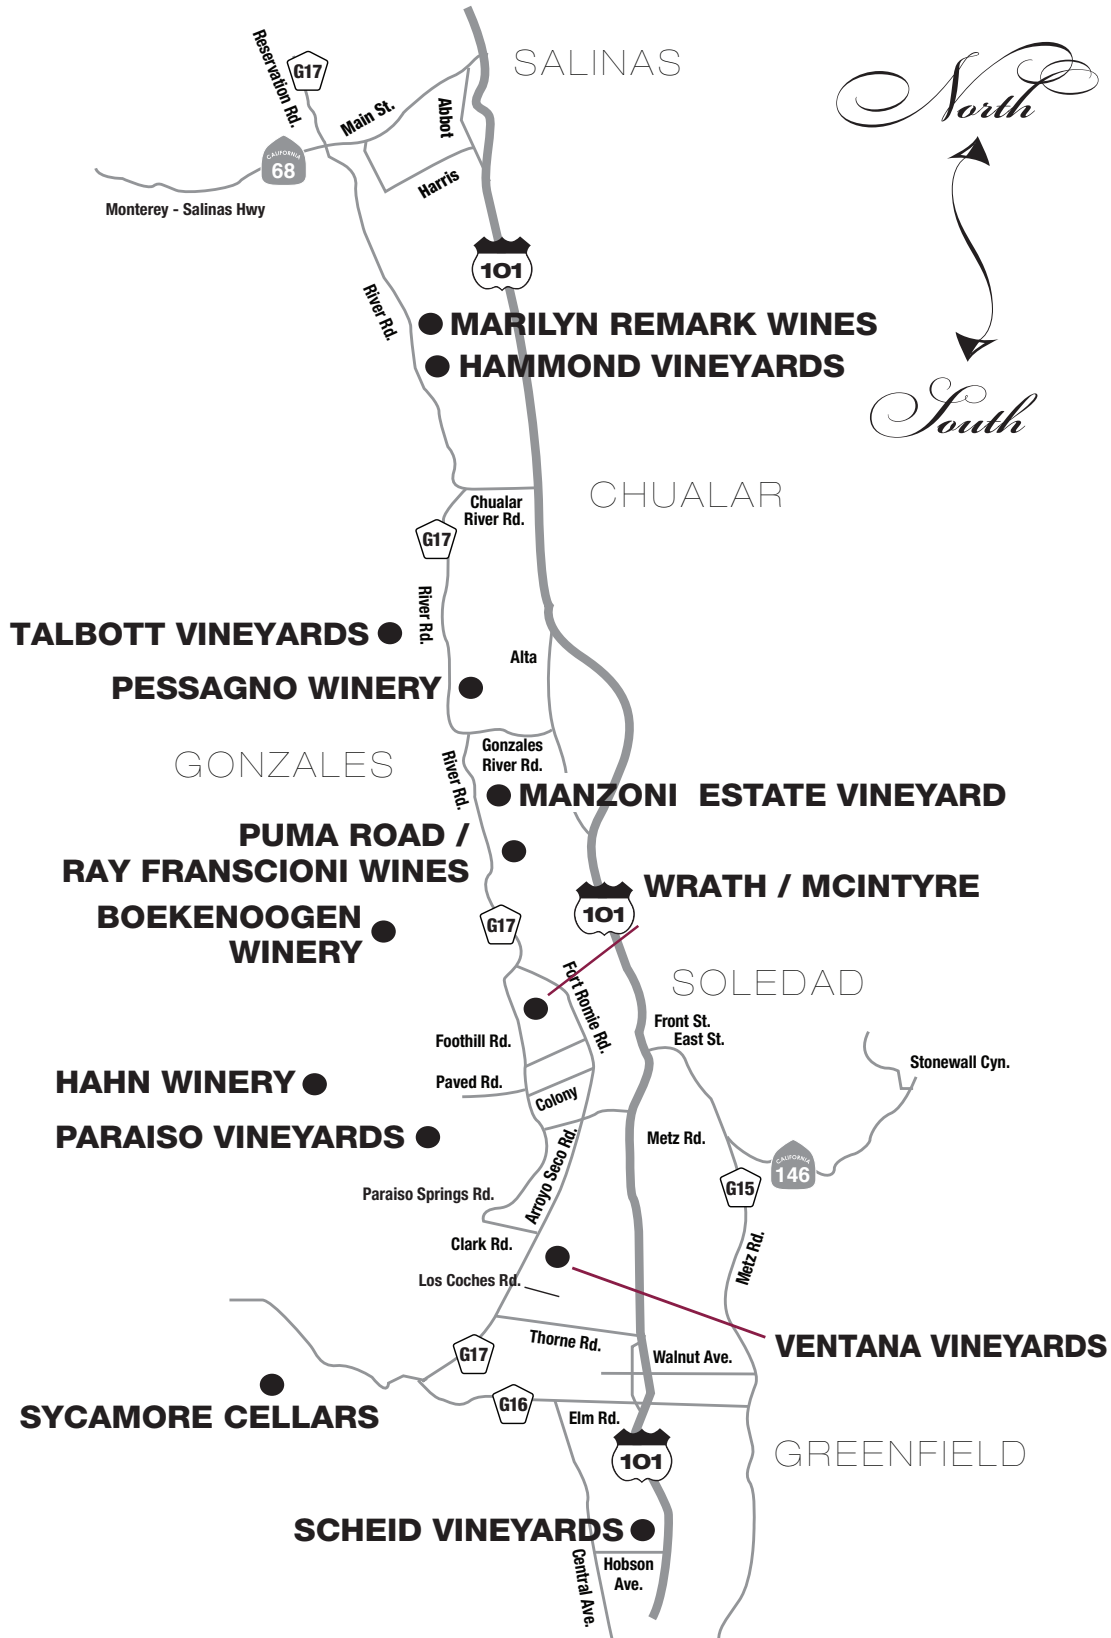 SALINAS
North
Reservation Rd.
G17
Main St.
Abbot
CALIFORNIA
68
Harris
Monterey - Salinas Hwy
101
River Rd.
MARILYN REMARK WINES
HAMMOND VINEYARDS
South
CHUALAR
Chualar
River Rd.
G17
River Rd.
TALBOTT VINEYARDS
Alta
PESSAGNO WINERY
GONZALES
Gonzales
River Rd.
River Rd.
MANZONI ESTATE VINEYARD
PUMA ROAD /
RAY FRANSCIONI WINES
WRATH / MCINTYRE
BOEKENOOGEN
WINERY
G17
101
Fort Romie Rd.
SOLEDAD
Front St.
East St.
Foothill Rd.
Stonewall Cyn.
HAHN WINERY
Paved Rd.
Colony
PARAISO VINEYARDS
Metz Rd.
CALIFORNIA
146
Arroyo Seco Rd.
G15
Paraiso Springs Rd.
Clark Rd.
Metz Rd.
Los Coches Rd.
Thorne Rd.
VENTANA VINEYARDS
G17
Walnut Ave.
SYCAMORE CELLARS
G16
Elm Rd.
101
GREENFIELD
SCHEID VINEYARDS
Central Ave.
Hobson
Ave.